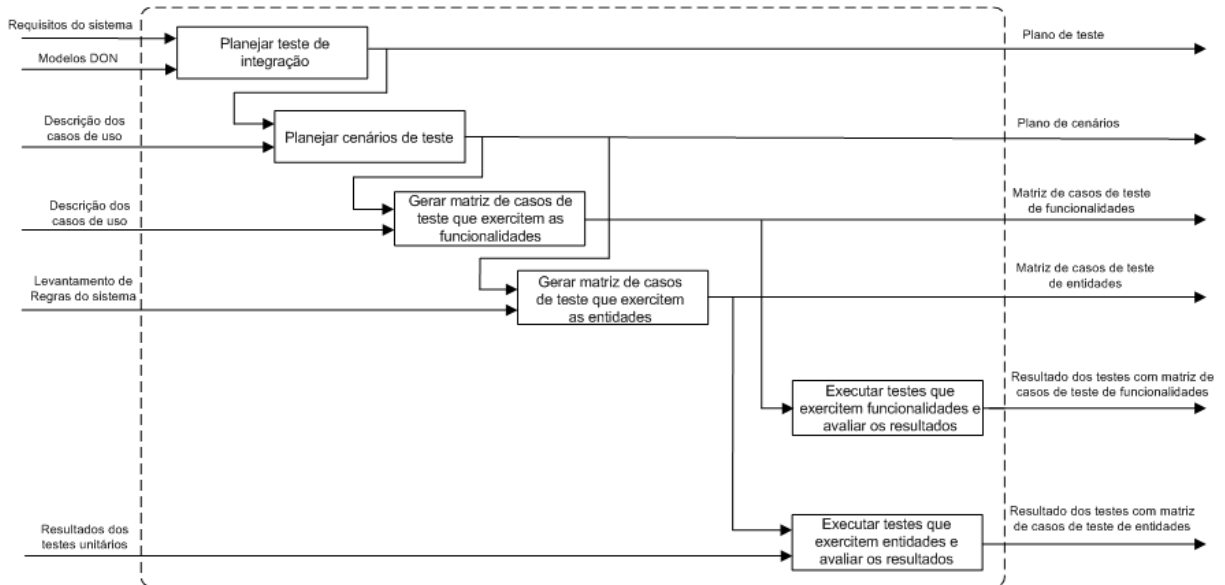 Requisitos do sistema
Modelos DON
Planejar teste de
integração
Plano de teste
Descrição dos
casos de uso
Planejar cenários de teste
Plano de cenários
Descrição dos
casos de uso
Gerar matriz de casos de
teste que exercitem as
funcionalidades
Matriz de casos de teste
de funcionalidades
Levantamento de
Regras do sistema
Gerar matriz de casos
de teste que exercitem
as entidades
Matriz de casos de teste
de entidades
Executar testes que
exercitem funcionalidades e
avaliar os resultados
Resultado dos testes com matriz de
casos de teste de funcionalidades
Resultados dos
testes unitários
Executar testes que
exercitem entidades e
avaliar os resultados
Resultado dos testes com matriz
de casos de teste de entidades